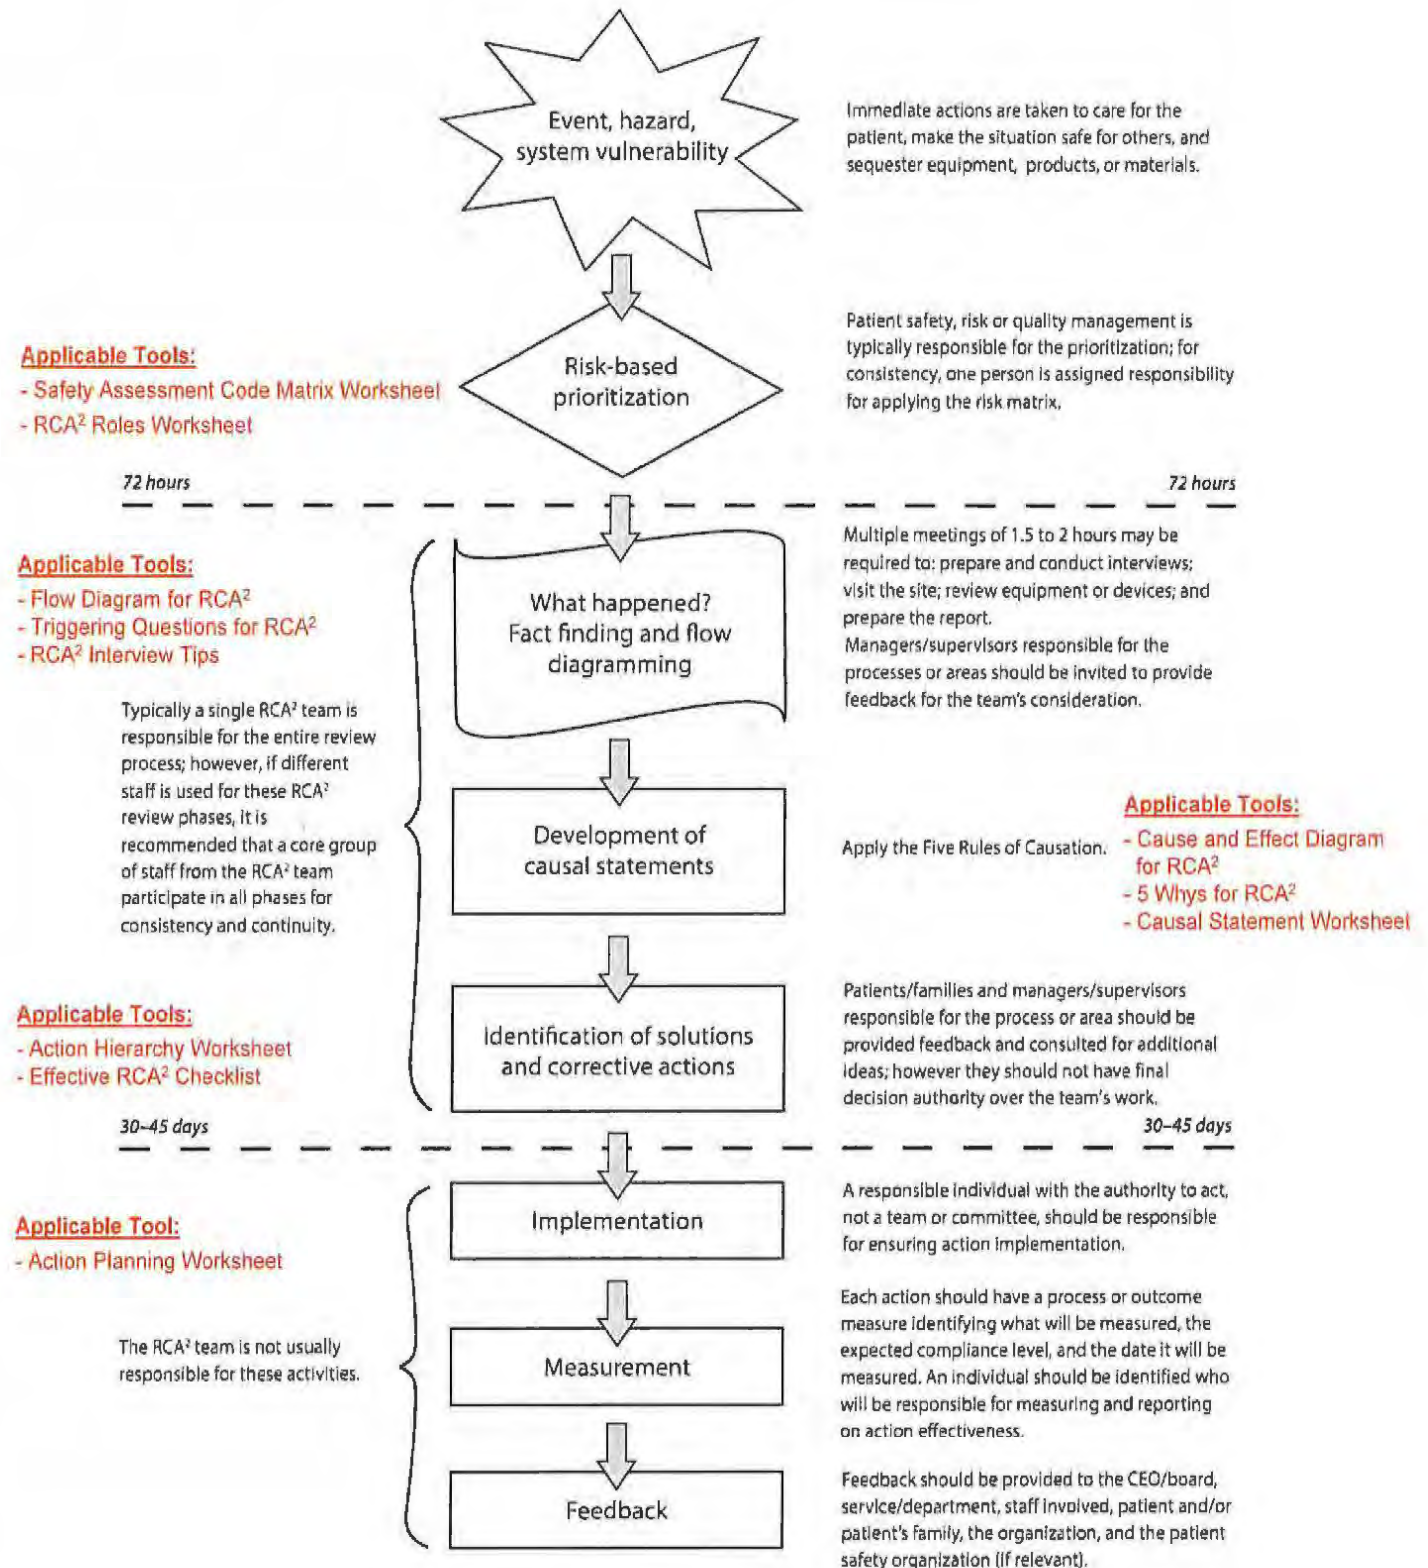 Event, hazard,
system vulnerability
Immediate actions are taken to care for the
patient, make the situation safe for others, and
sequester equipment, products, or materials.
Applicable Tools:
- Safety Assessment Code Matrix Worksheet
- RCA² Roles Worksheet
Risk-based
prioritization
Patient safety, risk or quality management is
typically responsible for the prioritization; for
consistency, one person is assigned responsibility
for applying the risk matrix.
72 hours
72 hours
Applicable Tools:
- Flow Diagram for RCA²
- Triggering Questions for RCA²
- RCA² Interview Tips
What happened?
Fact finding and flow
diagramming
Multiple meetings of 1.5 to 2 hours may be
required to: prepare and conduct interviews;
visit the site; review equipment or devices; and
prepare the report.
Managers/supervisors responsible for the
processes or areas should be invited to provide
feedback for the team's consideration.
Typically a single RCA² team is
responsible for the entire review
process; however, if different
staff is used for these RCA²
review phases, it is
recommended that a core group
of staff from the RCA² team
participate in all phases for
consistency and continuity.
Development of
causal statements
Apply the Five Rules of Causation.
Applicable Tools:
- Cause and Effect Diagram
for RCA²
- 5 Whys for RCA²
- Causal Statement Worksheet
Applicable Tools:
- Action Hierarchy Worksheet
- Effective RCA² Checklist
Identification of solutions
and corrective actions
Patients/families and managers/supervisors
responsible for the process or area should be
provided feedback and consulted for additional
ideas; however they should not have final
decision authority over the team's work.
30–45 days
30–45 days
Applicable Tool:
- Action Planning Worksheet
Implementation
A responsible individual with the authority to act,
not a team or committee, should be responsible
for ensuring action implementation.
The RCA² team is not usually
responsible for these activities.
Measurement
Each action should have a process or outcome
measure identifying what will be measured, the
expected compliance level, and the date it will be
measured. An individual should be identified who
will be responsible for measuring and reporting
on action effectiveness.
Feedback
Feedback should be provided to the CEO/board,
service/department, staff involved, patient and/or
patient's family, the organization, and the patient
safety organization (if relevant).